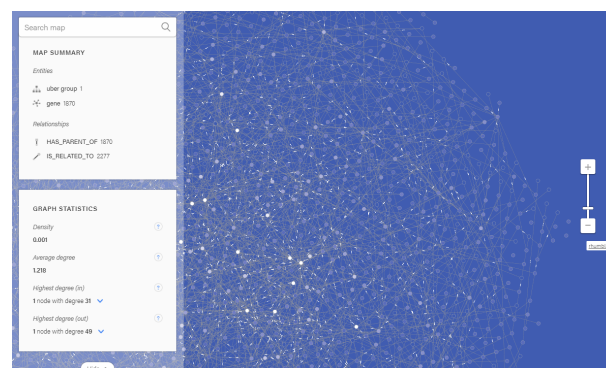 Search map
MAP SUMMARY
Entities
uber group 1
gene 1870
Relationships
HAS_PARENT_OF 1870
IS_RELATED_TO 2277
GRAPH STATISTICS
Density ?
0.001
Average degree ?
1.218
Highest degree (in) ?
1 node with degree 31
Highest degree (out) ?
1 node with degree 49
+
−
rhumbl